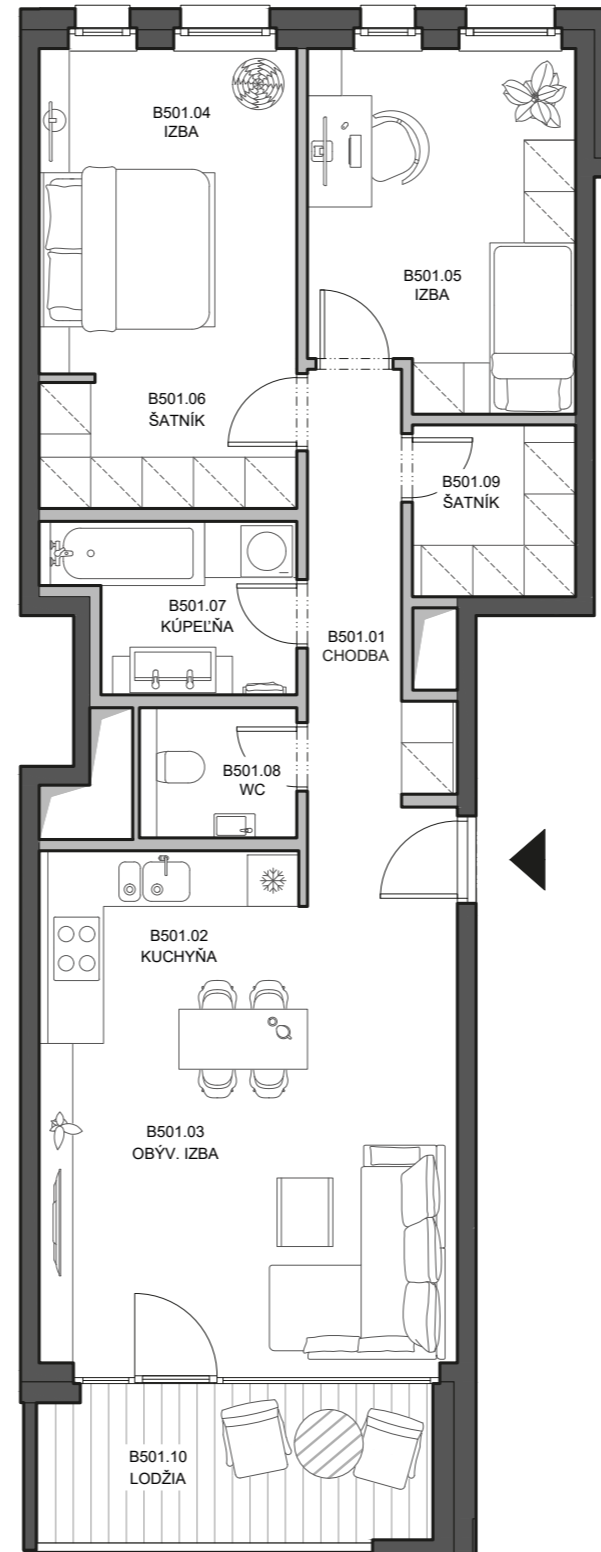 B501.04
IZBA
B501.05
IZBA
B501.06
ŠATNÍK
B501.09
ŠATNÍK
B501.07
KÚPEĽŇA
B501.01
CHODBA
B501.08
WC
B501.02
KUCHYŇA
B501.03
OBÝV. IZBA
B501.10
LODŽIA